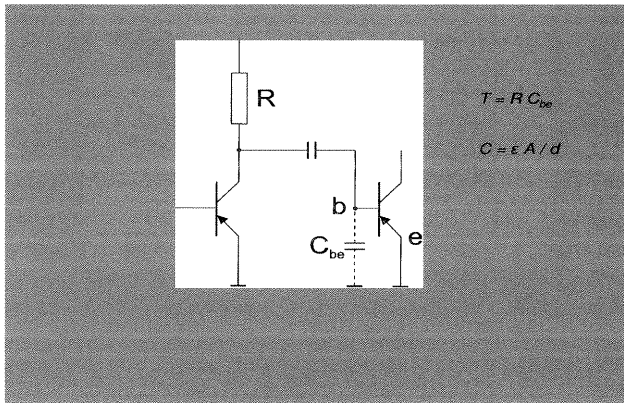 R
T = R C_be
C = ε A / d
b
e
C_be